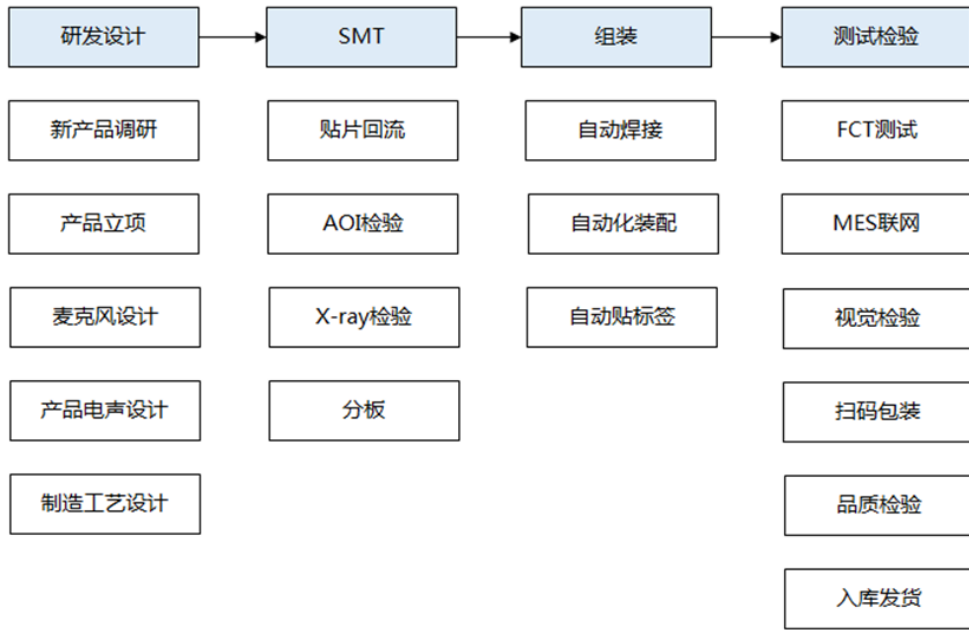 研发设计
SMT
组装
测试检验
新产品调研
贴片回流
自动焊接
FCT测试
产品立项
AOI检验
自动化装配
MES联网
麦克风设计
X-ray检验
自动贴标签
视觉检验
产品电声设计
分板
扫码包装
制造工艺设计
品质检验
入库发货